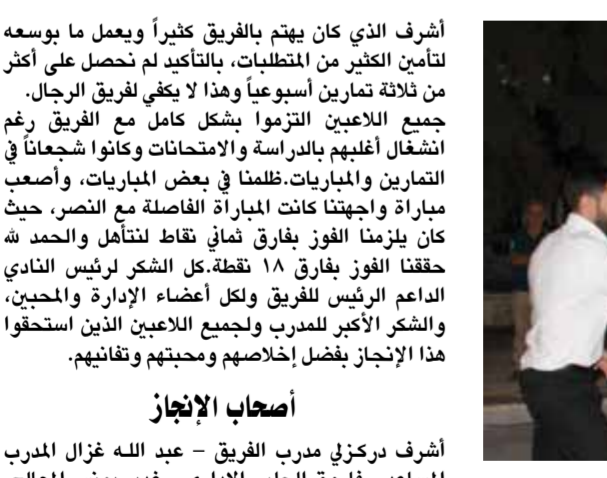 أشرف الذي كان يهتم بالفريق كثيراً ويعمل ما بوسعه
لتأمين الكثير من المتطلبات، بالتأكيد لم نحصل على أكثر
من ثلاثة تمارين أسبوعياً وهذا لا يكفي لفريق الرجال.
جميع اللاعبين التزموا بشكل كامل مع الفريق رغم
انشغال أغلبهم بالدراسة والامتحانات وكانوا شجعاناً في
التمارين والمباريات.ظلمنا في بعض المباريات، وأصعب
مباراة واجهتنا كانت المباراة الفاصلة مع النصر، حيث
كان يلزمنا الفوز بفارق ثماني نقاط لنتأهل والحمد لله
حققنا الفوز بفارق ١٨ نقطة.كل الشكر لرئيس النادي
الداعم الرئيس للفريق ولكل أعضاء الإدارة والمحبين،
والشكر الأكبر للمدرب ولجميع اللاعبين الذين استحقوا
هذا الإنجاز بفضل إخلاصهم ومحبتهم وتفانيهم.
أصحاب الإنجاز
أشرف دركزلي مدرب الفريق – عبد الله غزال المدرب